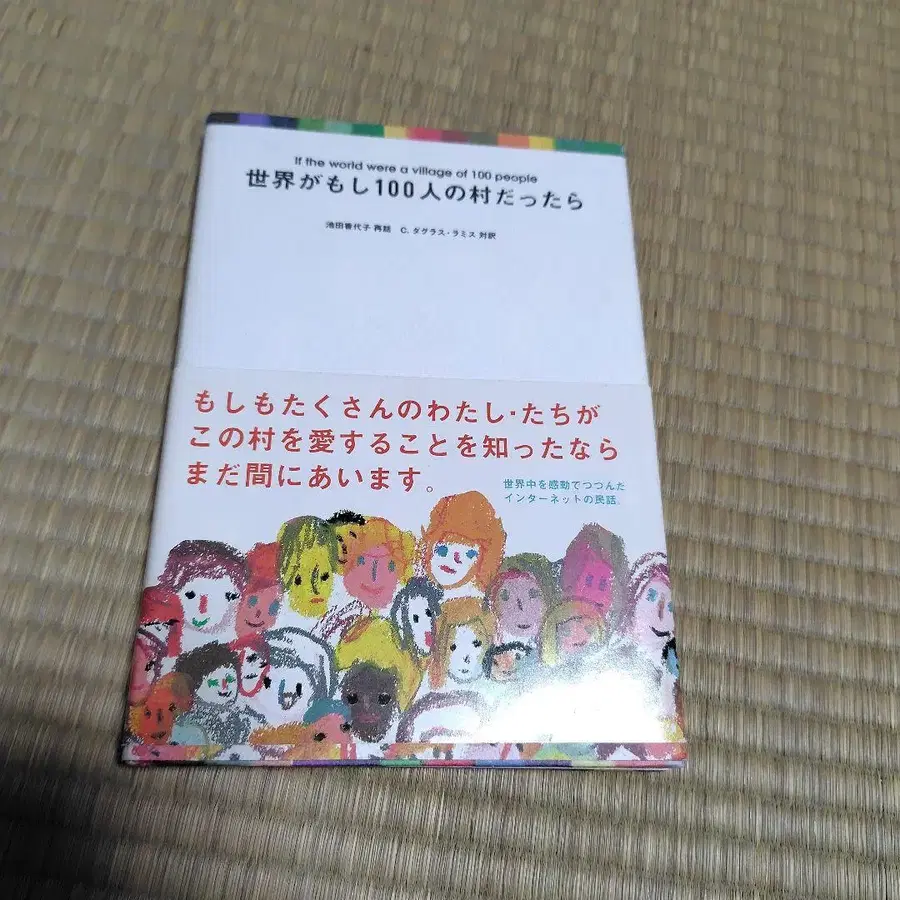 If the world were a village of 100 people
世界がもし100人の村だったら
池田香代子 再話 C. ダグラス・ラミス 対訳
もしもたくさんのわたし・たちが
この村を愛することを知ったなら
まだ間にあいます。
世界中を感動でつつんだ
インターネットの民話。